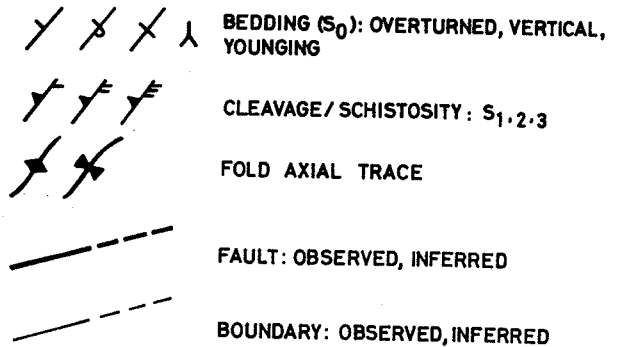 BEDDING (S0): OVERTURNED, VERTICAL,
YOUNGING
CLEAVAGE/ SCHISTOSITY: S1,2,3
FOLD AXIAL TRACE
FAULT: OBSERVED, INFERRED
BOUNDARY: OBSERVED, INFERRED